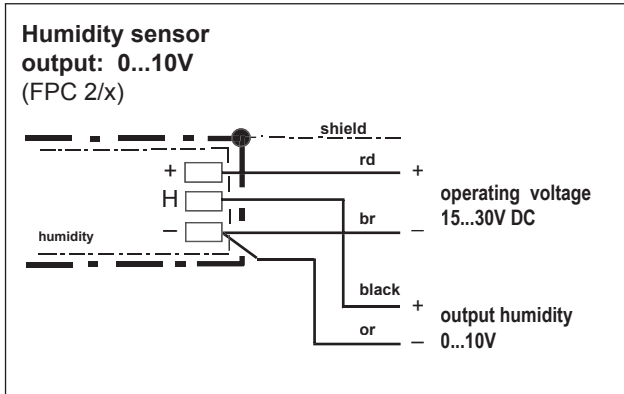 Humidity sensor
output: 0...10V
(FPC 2/x)
shield
+ rd +
H
operating voltage
15...30V DC
– br –
humidity
black +
output humidity
or – 0...10V